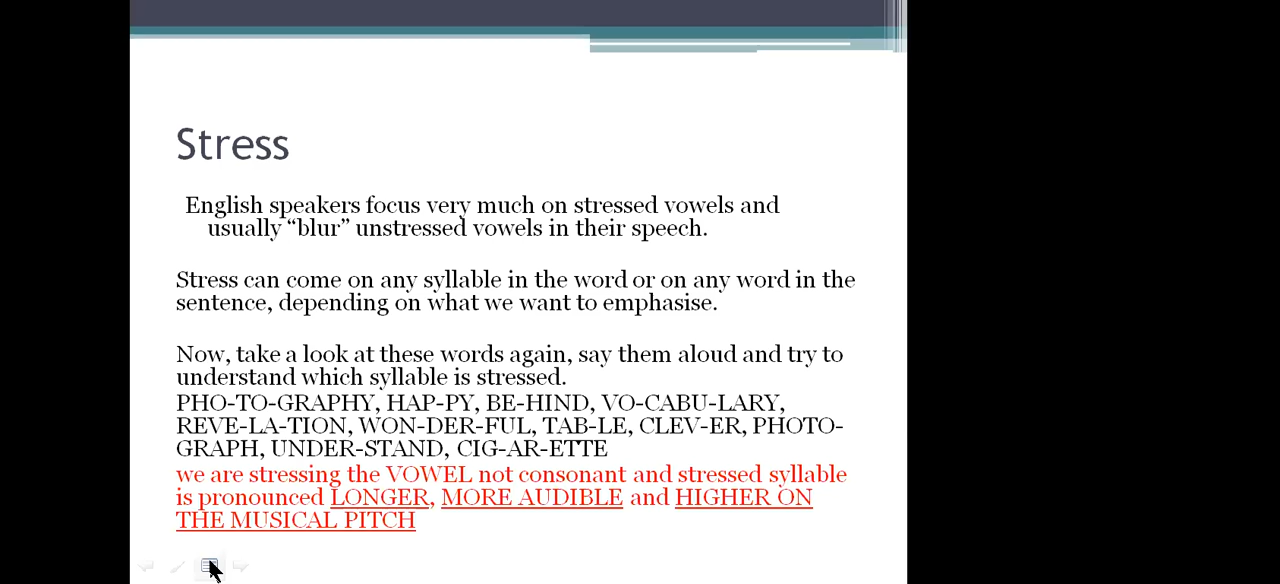 Stress
English speakers focus very much on stressed vowels and
usually “blur” unstressed vowels in their speech.
Stress can come on any syllable in the word or on any word in the
sentence, depending on what we want to emphasise.
Now, take a look at these words again, say them aloud and try to
understand which syllable is stressed.
PHO-TO-GRAPHY, HAP-PY, BE-HIND, VO-CABU-LARY,
REVE-LA-TION, WON-DER-FUL, TAB-LE, CLEV-ER, PHOTO-
GRAPH, UNDER-STAND, CIG-AR-ETTE
we are stressing the VOWEL not consonant and stressed syllable
is pronounced LONGER, MORE AUDIBLE and HIGHER ON
THE MUSICAL PITCH